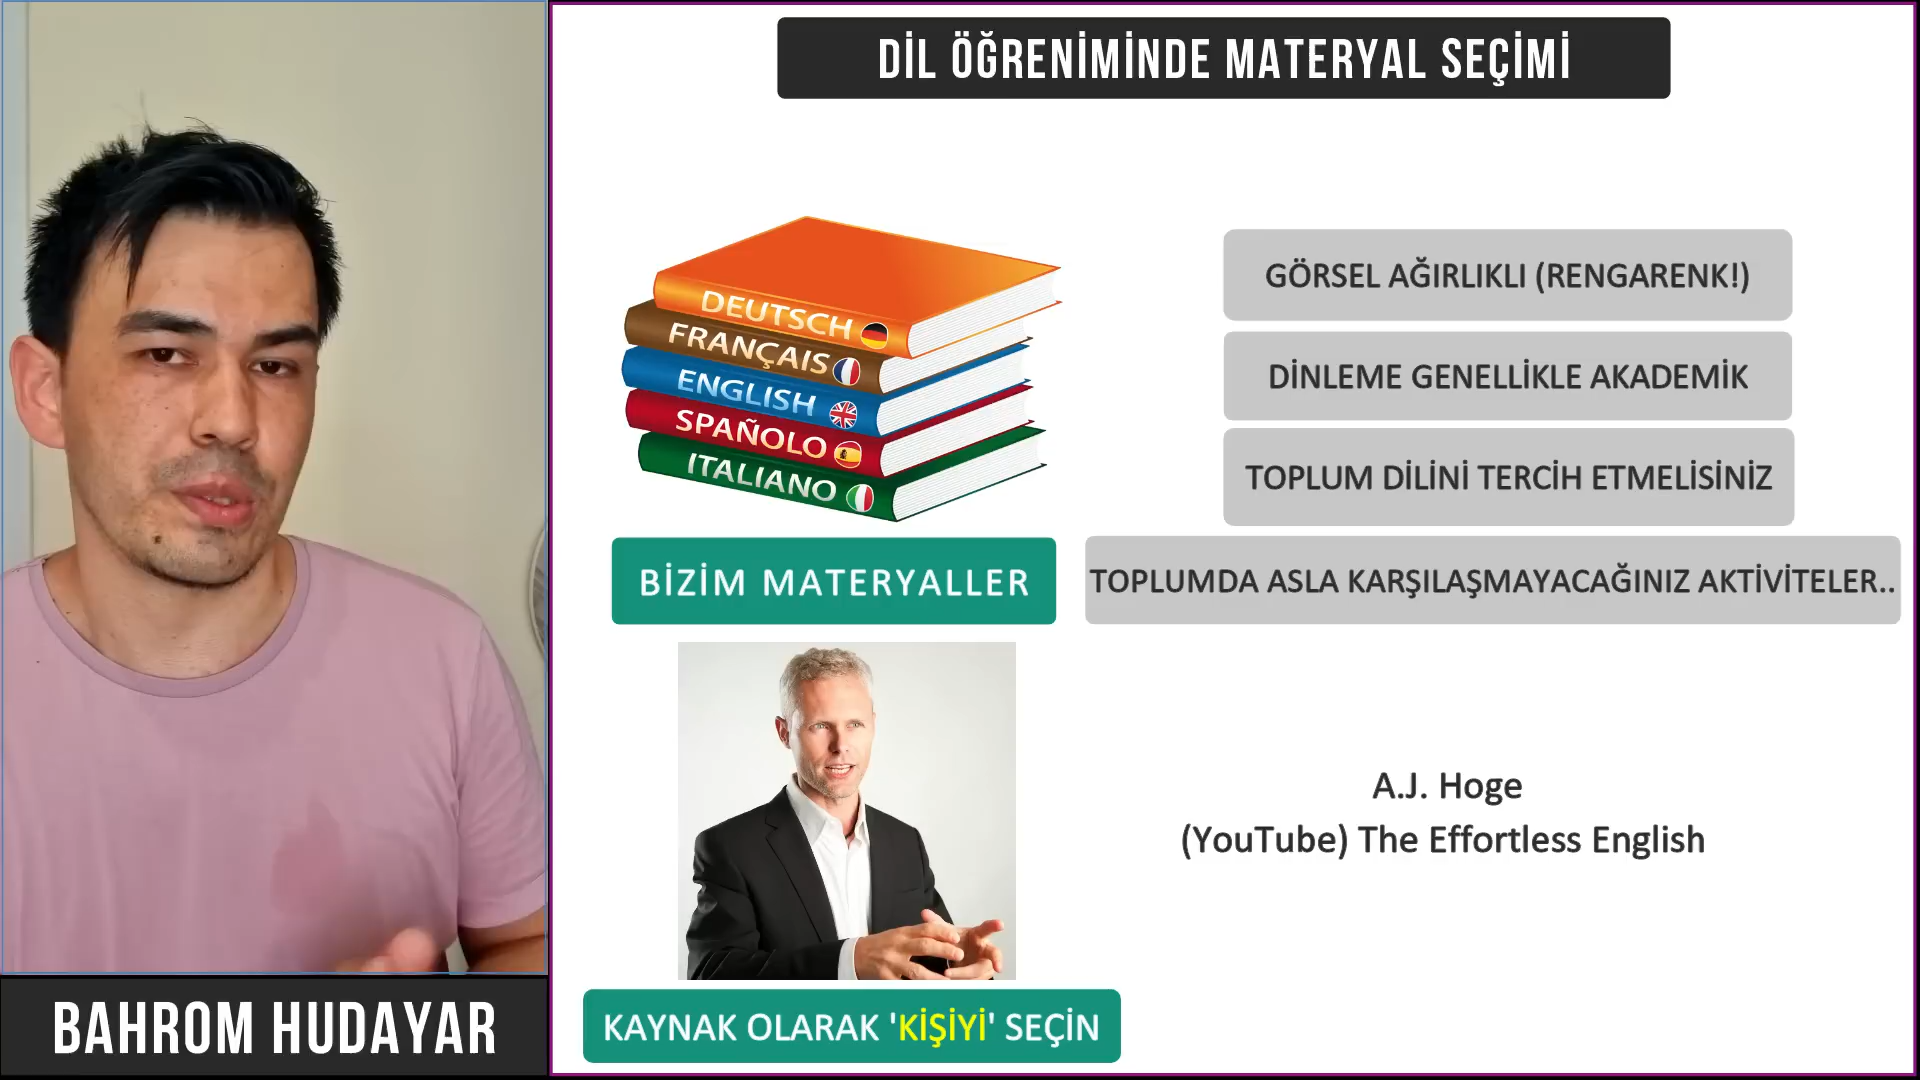 DİL ÖĞRENİMİNDE MATERYAL SEÇİMİ
DEUTSCH
FRANÇAIS
ENGLISH
SPAÑOLO
ITALIANO
GÖRSEL AĞIRLIKLI (RENGARENK!)
DİNLEME GENELLİKLE AKADEMİK
TOPLUM DİLİNİ TERCİH ETMELİSİNİZ
BİZİM MATERYALLER
TOPLUMDA ASLA KARŞILAŞMAYACAĞINIZ AKTİVİTELER..
A.J. Hoge
(YouTube) The Effortless English
KAYNAK OLARAK 'KİŞİYİ' SEÇİN
BAHROM HUDAYAR